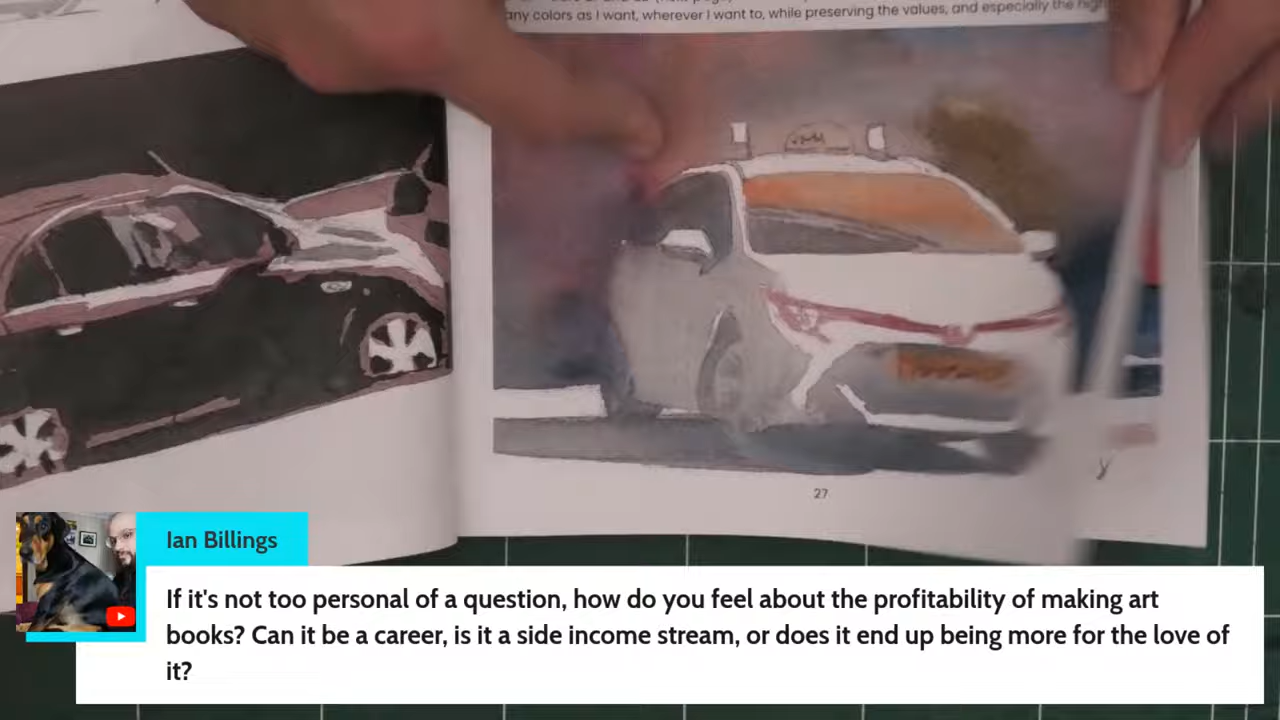 any colors as I want, wherever I want to, while preserving the values, and especially the
27
Ian Billings
If it's not too personal of a question, how do you feel about the profitability of making art
books? Can it be a career, is it a side income stream, or does it end up being more for the love of
it?